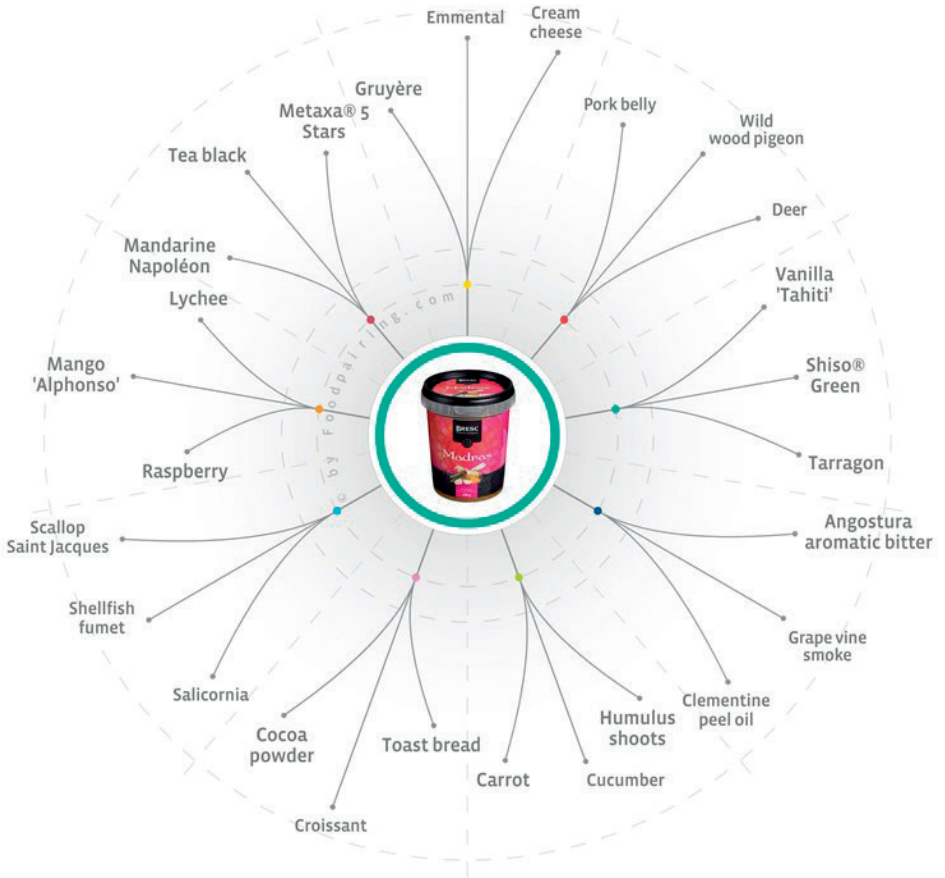 Emmental
Cream
cheese
Gruyère
Metaxa® 5
Stars
Pork belly
Wild
wood pigeon
Tea black
Deer
Mandarine
Napoléon
Vanilla
'Tahiti'
Lychee
© by Foodpairing.com
Mango
'Alphonso'
Shiso®
Green
Raspberry
Tarragon
BRESC
Madras
Scallop
Saint Jacques
Angostura
aromatic bitter
Shellfish
fumet
Grape vine
smoke
Salicornia
Clementine
peel oil
Cocoa
powder
Toast bread
Humulus
shoots
Carrot
Cucumber
Croissant